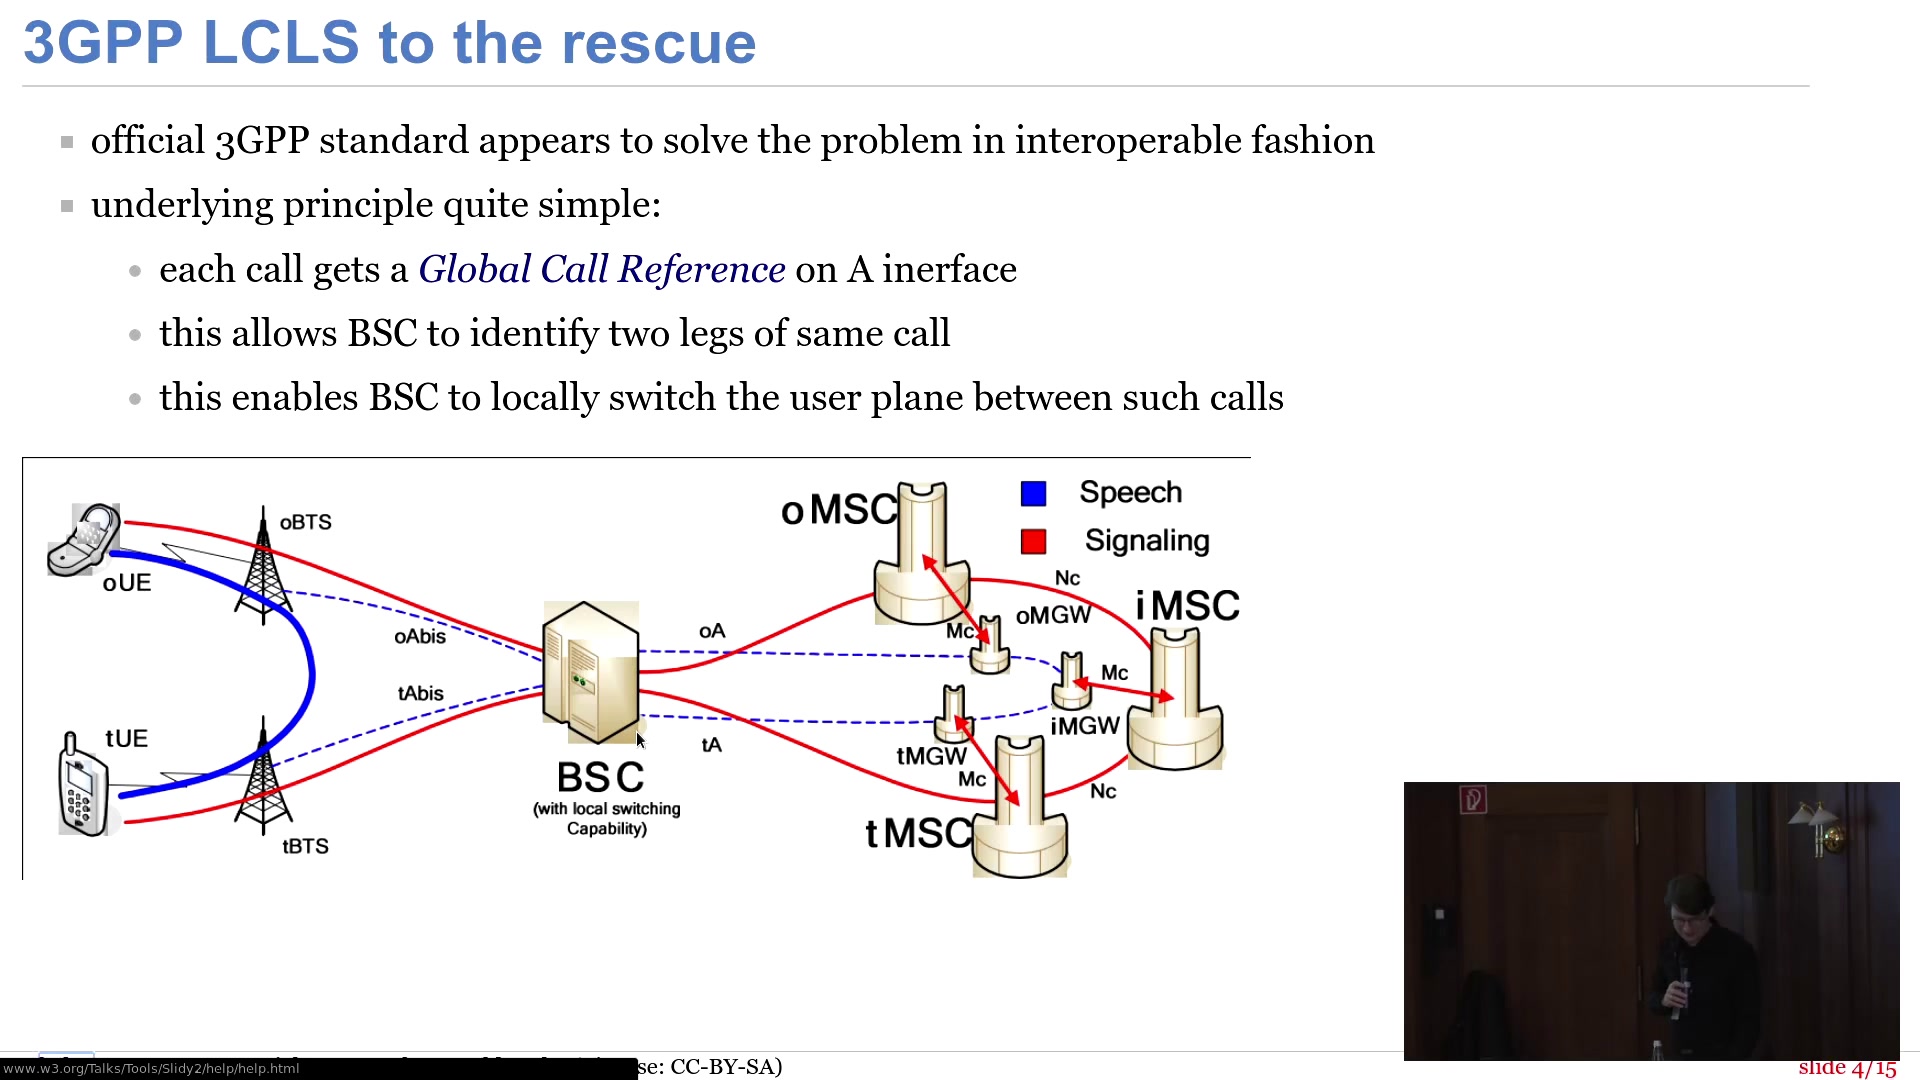 3GPP LCLS to the rescue
official 3GPP standard appears to solve the problem in interoperable fashion
underlying principle quite simple:
each call gets a Global Call Reference on A inerface
this allows BSC to identify two legs of same call
this enables BSC to locally switch the user plane between such calls
oMSC
Speech
Signaling
oBTS
oUE
Nc
iMSC
oMGW
oA
Mc
oAbis
Mc
tAbis
iMGW
tUE
tA
tMGW
BSC
Mc
Nc
(with local switching
Capability)
tMSC
tBTS
www.w3.org/Talks/Tools/Slidy2/help/help.html
se: CC-BY-SA)
slide 4/15